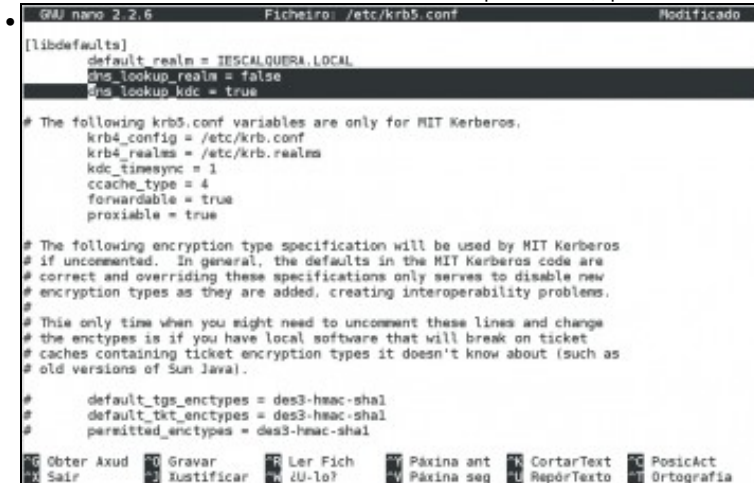 GNU nano 2.2.6 Ficheiro: /etc/krb5.conf Modificado
[libdefaults]
default_realm = IESCALQUERA.LOCAL
dns_lookup_realm = false
dns_lookup_kdc = true
# The following krb5.conf variables are only for MIT Kerberos.
krb4_config = /etc/krb.conf
krb4_realms = /etc/krb.realms
kdc_timesync = 1
ccache_type = 4
forwardable = true
proxiable = true
# The following encryption type specification will be used by MIT Kerberos
# if uncommented. In general, the defaults in the MIT Kerberos code are
# correct and overriding these specifications only serves to disable new
# encryption types as they are added, creating interoperability problems.
#
# Thie only time when you might need to uncomment these lines and change
# the enctypes is if you have local software that will break on ticket
# caches containing ticket encryption types it doesn't know about (such as
# old versions of Sun Java).
# default_tgs_enctypes = des3-hmac-sha1
# default_tkt_enctypes = des3-hmac-sha1
# permitted_enctypes = des3-hmac-sha1
^G Obter Axud ^O Gravar ^R Ler Fich ^Y Páxina ant ^K CortarText ^C PosicAct
^X Sair ^J Xustificar ^W ¿U-lo? ^V Páxina seg ^U RepórTexto ^T Ortografía